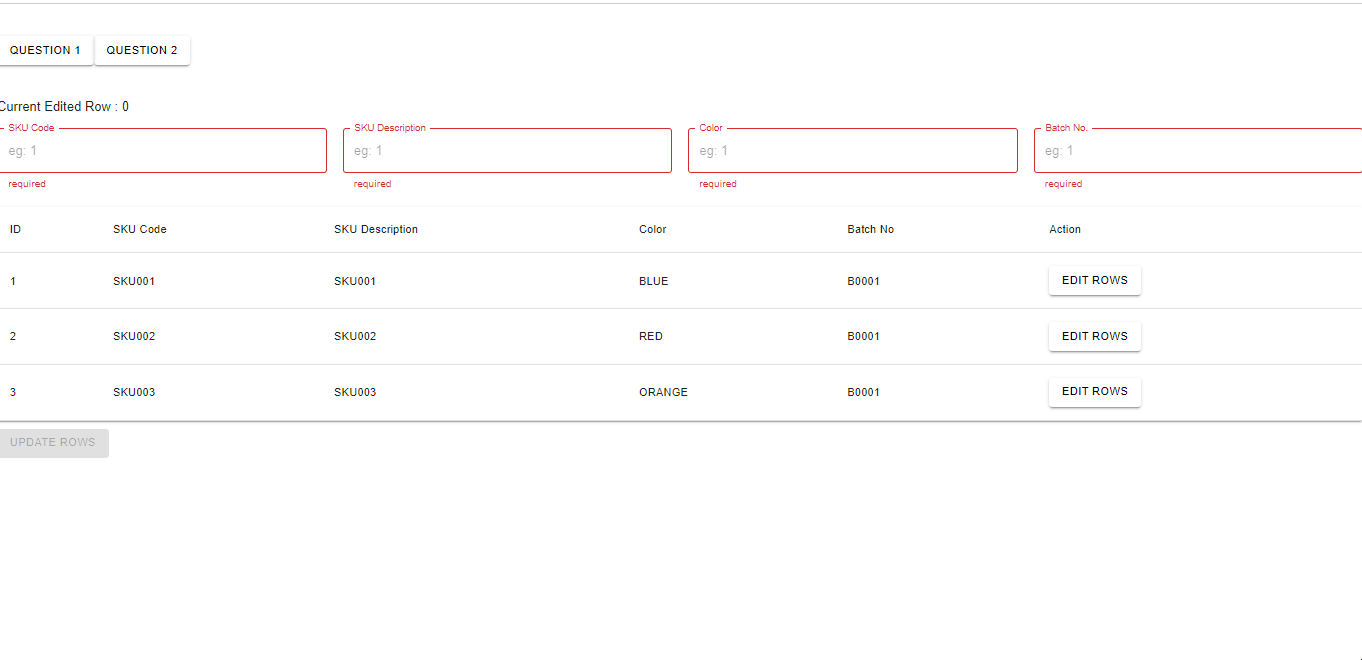 QUESTION 1 QUESTION 2
Current Edited Row : 0
SKU Code SKU Description Color Batch No.
eg: 1 eg: 1 eg: 1 eg: 1
required required required required
ID SKU Code SKU Description Color Batch No Action
1 SKU001 SKU001 BLUE B0001 EDIT ROWS
2 SKU002 SKU002 RED B0001 EDIT ROWS
3 SKU003 SKU003 ORANGE B0001 EDIT ROWS
UPDATE ROWS